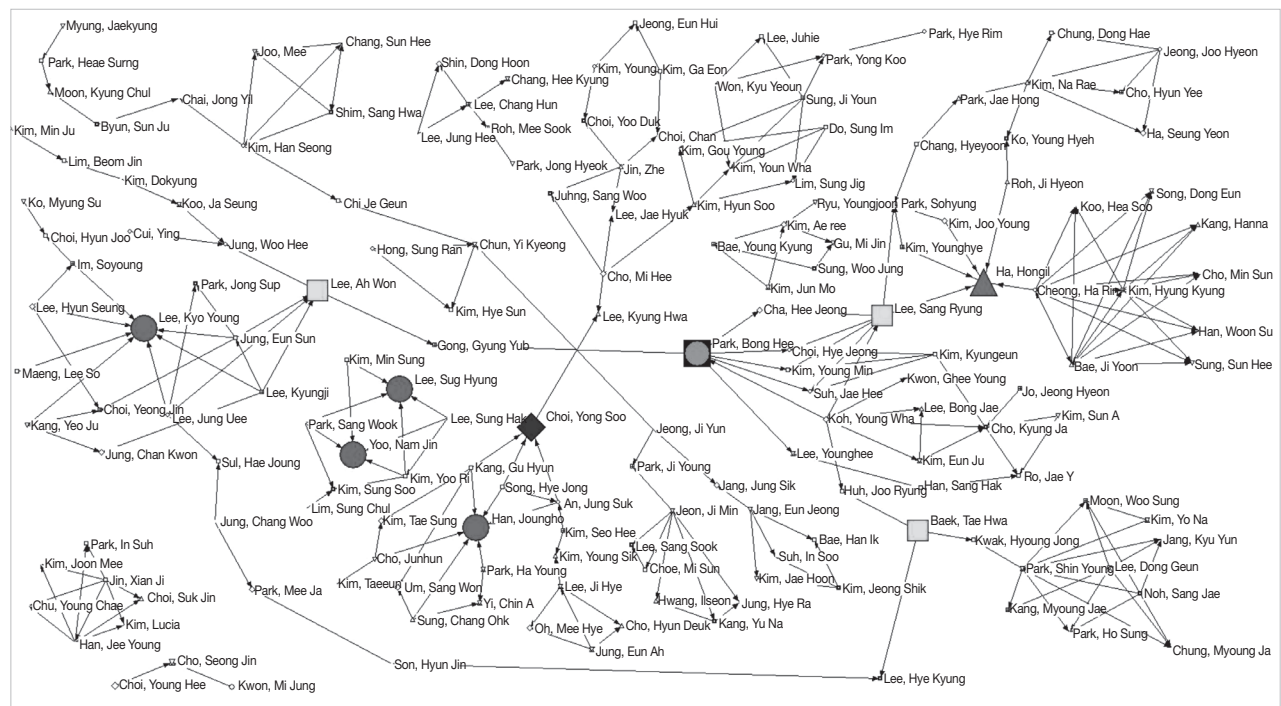 Myung, Jaekyung
Park, Heae Surng
Moon, Kyung Chul
Byun, Sun Ju
Chai, Jong Yil
Kim, Min Ju
Lim, Beom Jin
Kim, Dokyung
Koo, Ja Seung
Joo, Mee
Chang, Sun Hee
Shim, Sang Hwa
Kim, Han Seong
Chi Je Geun
Shin, Dong Hoon
Chang, Hee Kyung
Lee, Chang Hun
Roh, Mee Sook
Lee, Jung Hee
Park, Jong Hyeok
Jeong, Eun Hui
Kim, Young
Kim, Ga Eon
Choi, Yoo Duk
Choi, Chan
Jin, Zhe
Juhng, Sang Woo
Lee, Jae Hyuk
Cho, Mi Hee
Lee, Kyung Hwa
Lee, Juhie
Park, Yong Koo
Park, Hye Rim
Won, Kyu Yeoun
Sung, Ji Youn
Do, Sung Im
Kim, Gou Young
Kim, Youn Wha
Lim, Sung Jig
Kim, Hyun Soo
Chung, Dong Hae
Jeong, Joo Hyeon
Kim, Na Rae
Cho, Hyun Yee
Ha, Seung Yeon
Park, Jae Hong
Chang, Hyeyoon
Ko, Young Hyeh
Roh, Ji Hyeon
Park, Sohyung
Kim, Joo Young
Kim, Younghye
Ha, Hongil
Lee, Sang Ryung
Ryu, Youngjoon
Kim, Ae ree
Bae, Young Kyung
Gu, Mi Jin
Sung, Woo Jung
Kim, Jun Mo
Koo, Hea Soo
Song, Dong Eun
Kang, Hanna
Cho, Min Sun
Cheong, Ha Rin
Kim, Hyung Kyung
Han, Woon Su
Bae, Ji Yoon
Sung, Sun Hee
Ko, Myung Su
Choi, Hyun Joo
Cui, Ying
Jung, Woo Hee
Im, Soyoung
Park, Jong Sup
Lee, Ah Won
Lee, Hyun Seung
Lee, Kyo Young
Jung, Eun Sun
Maeng, Lee So
Lee, Kyungji
Choi, Yeong Jin
Lee, Jung Uee
Kang, Yeo Ju
Jung, Chan Kwon
Sul, Hae Joung
Hong, Sung Ran
Chun, Yi Kyeong
Kim, Hye Sun
Gong, Gyung Yub
Kim, Min Sung
Lee, Sug Hyung
Park, Sang Wook
Lee, Sung Hak
Yoo, Nam Jin
Kim, Yoo Ri
Kim, Sung Soo
Lim, Sung Chul
Choi, Yong Soo
Kang, Gu Hyun
Song, Hye Jong
An, Jung Suk
Han, Joungho
Kim, Tae Sung
Kim, Seo Hee
Cho, Junhun
Kim, Young Sik
Park, Ha Young
Kim, Taeeun
Um, Sang Won
Lee, Ji Hye
Yi, Chin A
Sung, Chang Ohk
Oh, Mee Hye
Cho, Hyun Deuk
Jung, Eun Ah
Park, Bong Hee
Cha, Hee Jeong
Choi, Hye Jeong
Kim, Young Min
Kim, Kyungeun
Suh, Jae Hee
Kwon, Ghee Young
Koh, Young Wha
Lee, Bong Jae
Jo, Jeong Hyeon
Kim, Sun A
Cho, Kyung Ja
Lee, Younghee
Kim, Eun Ju
Ro, Jae Y
Han, Sang Hak
Huh, Joo Ryung
Baek, Tae Hwa
Kwak, Hyoung Jong
Moon, Woo Sung
Kim, Yo Na
Jang, Kyu Yun
Park, Shin Young
Lee, Dong Geun
Noh, Sang Jae
Kang, Myoung Jae
Park, Ho Sung
Chung, Myoung Ja
Jeong, Ji Yun
Park, Ji Young
Jang, Jung Sik
Jeon, Ji Min
Jang, Eun Jeong
Lee, Sang Sook
Bae, Han Ik
Choe, Mi Sun
Suh, In Soo
Kim, Jae Hoon
Kim, Jeong Shik
Hwang, Ilseon
Jung, Hye Ra
Kang, Yu Na
Jung, Chang Woo
Park, Mee Ja
Son, Hyun Jin
Lee, Hye Kyung
Park, In Suh
Kim, Joon Mee
Jin, Xian Ji
Chu, Young Chae
Choi, Suk Jin
Kim, Lucia
Han, Jee Young
Cho, Seong Jin
Choi, Young Hee
Kwon, Mi Jung